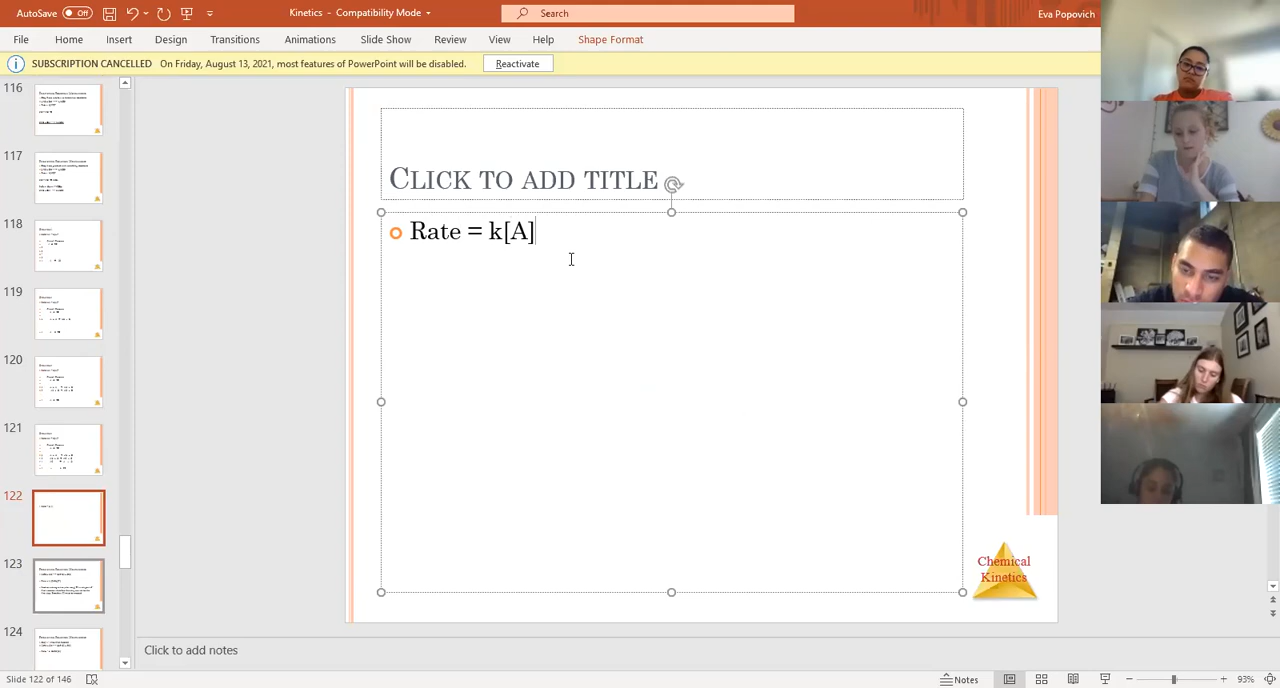 AutoSave Off
Kinetics - Compatibility Mode
Search
Eva Popovich
File Home Insert Design Transitions Animations Slide Show Review View Help Shape Format
SUBSCRIPTION CANCELLED On Friday, August 13, 2021, most features of PowerPoint will be disabled. Reactivate
116
117
118
119
120
121
122
123
124
Click to add title
Rate = k[A]
Chemical
Kinetics
Click to add notes
Slide 122 of 146
Notes
93%